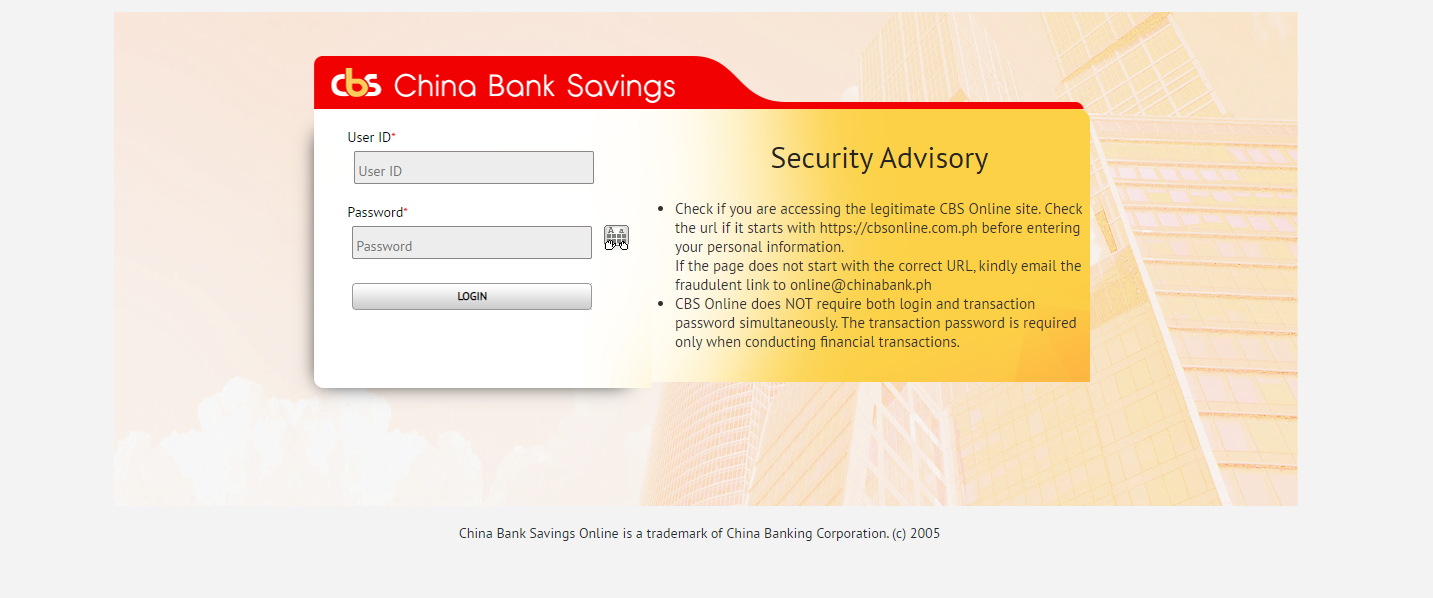 cbs China Bank Savings
User ID*
User ID
Password*
Password
A a
LOGIN
Security Advisory
• Check if you are accessing the legitimate CBS Online site. Check
the url if it starts with https://cbsonline.com.ph before entering
your personal information.
If the page does not start with the correct URL, kindly email the
fraudulent link to online@chinabank.ph
• CBS Online does NOT require both login and transaction
password simultaneously. The transaction password is required
only when conducting financial transactions.
China Bank Savings Online is a trademark of China Banking Corporation. (c) 2005